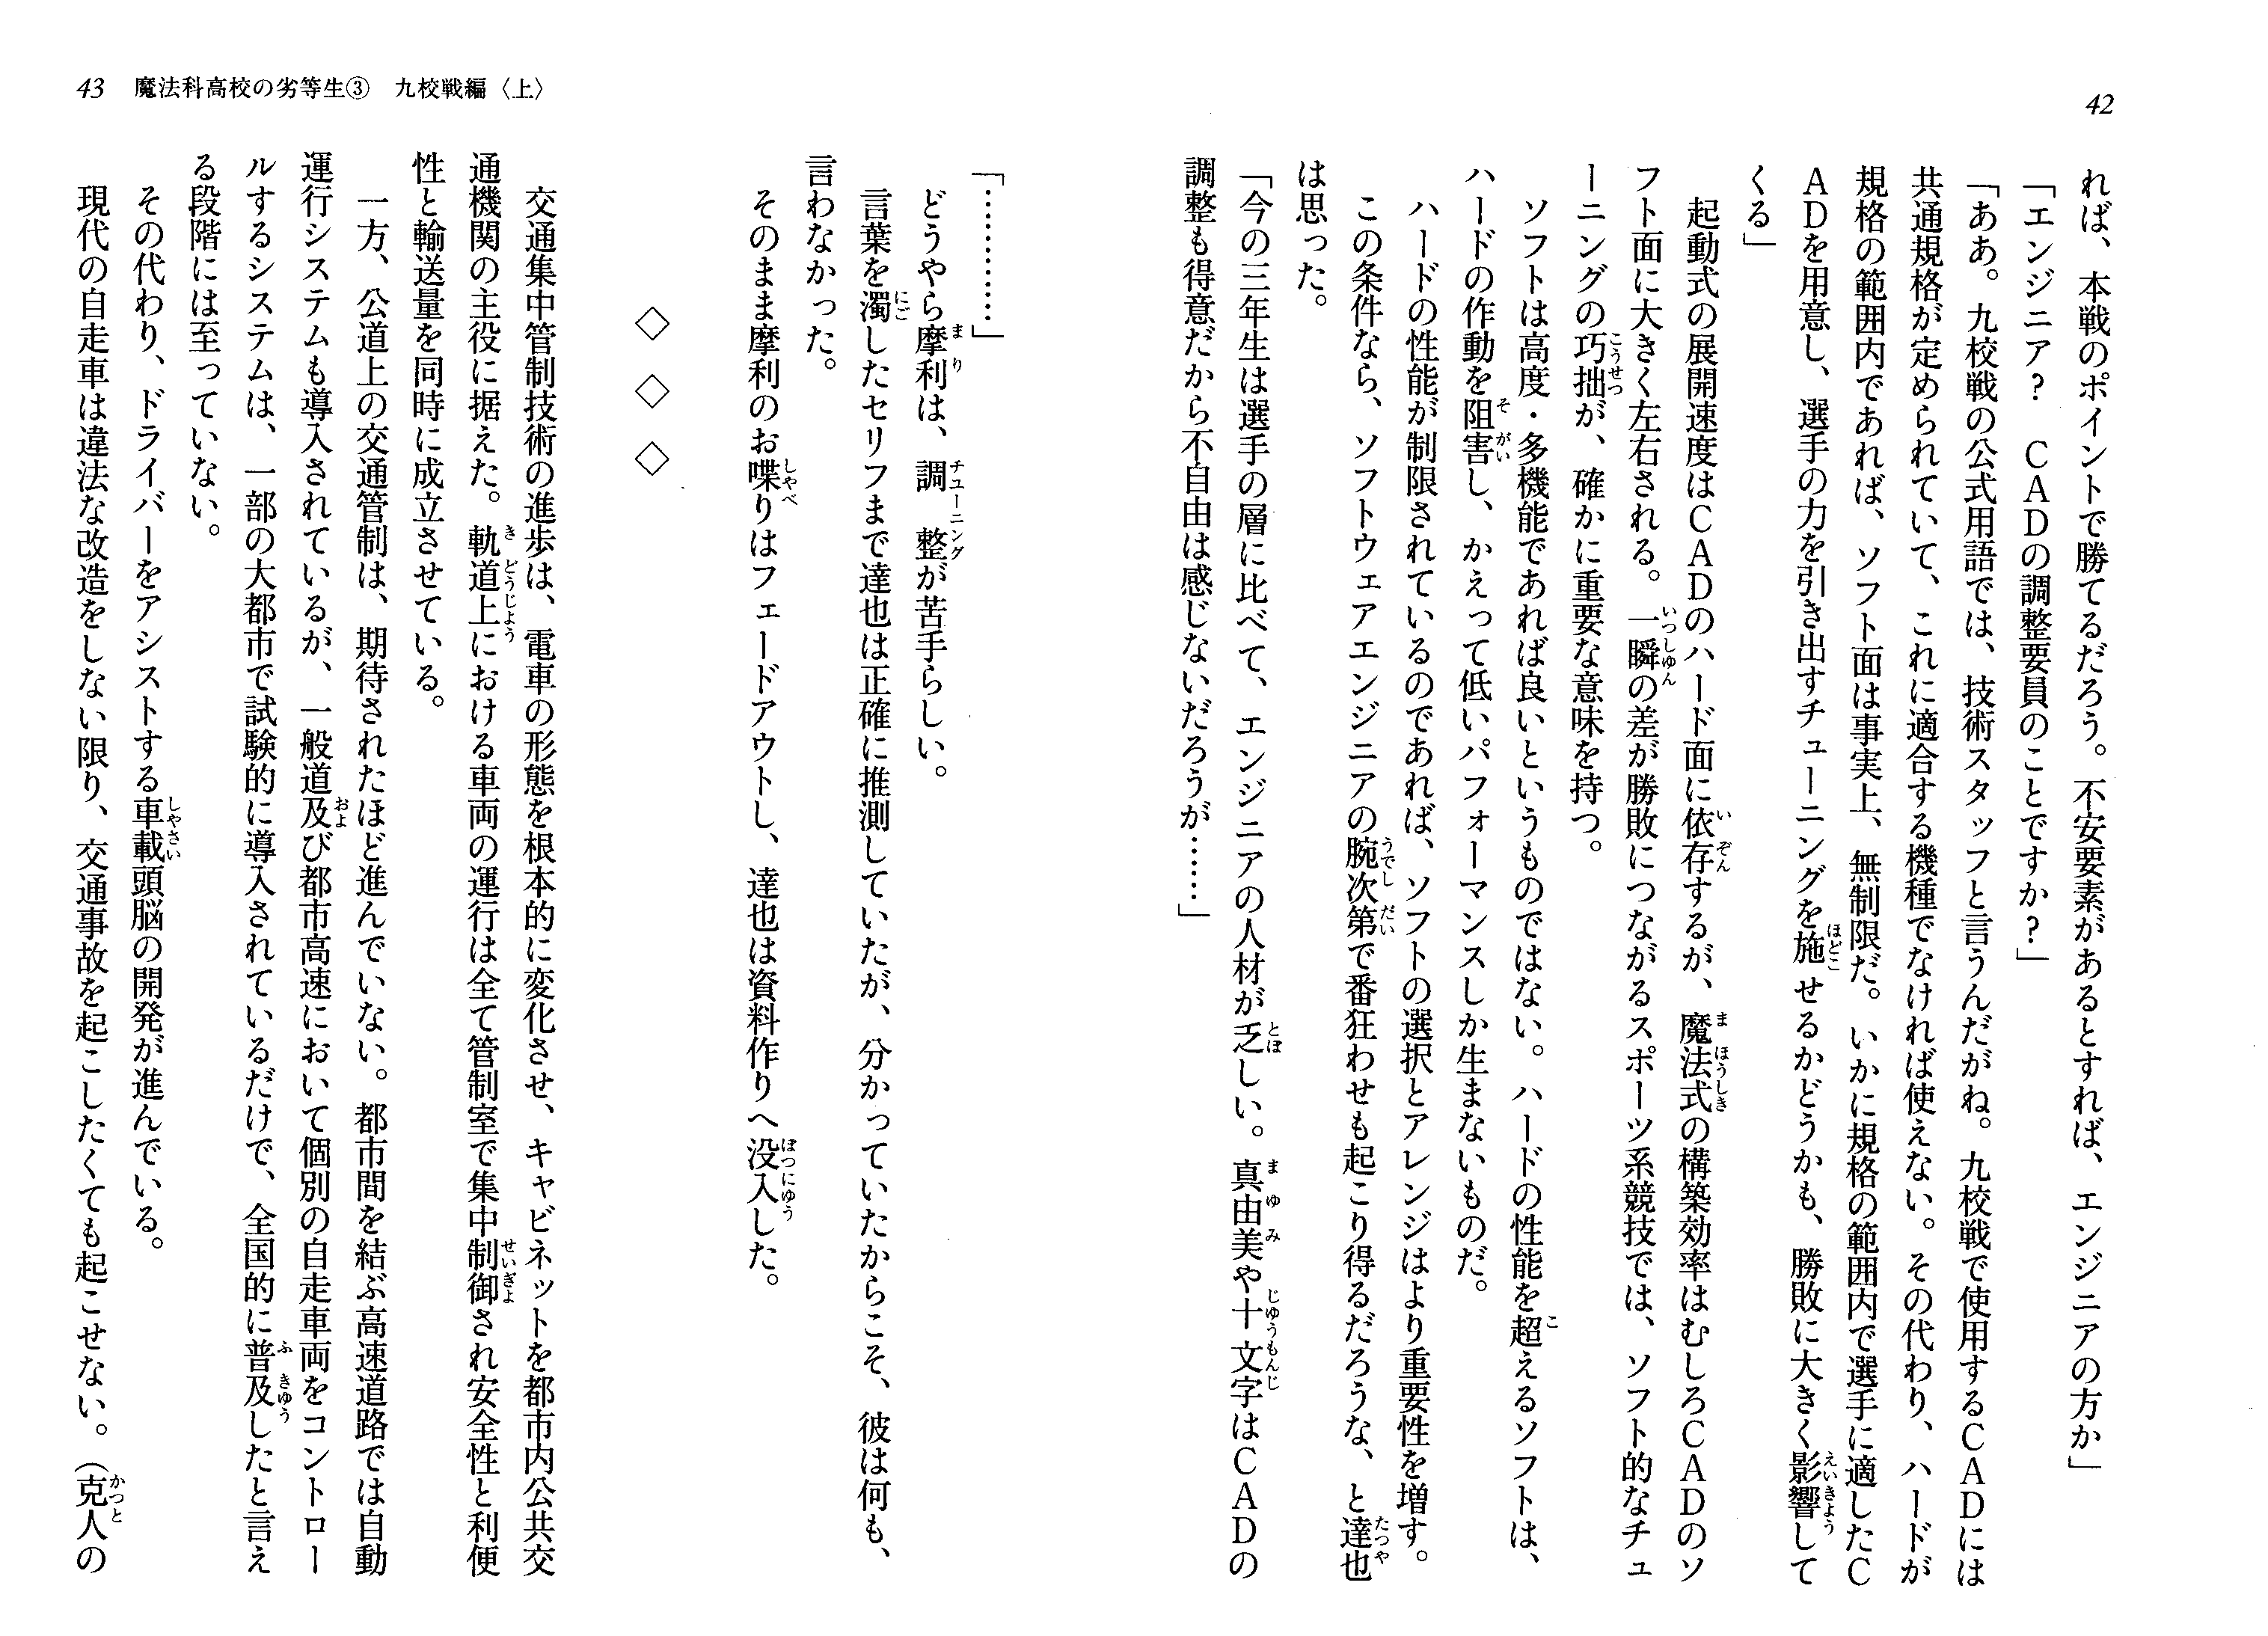 42
れば、本戦のポイントで勝てるだろう。不安要素があるとすれば、エンジニアの方か」
「エンジニア？　ＣＡＤの調整要員のことですか？」
「ああ。九校戦の公式用語では、技術スタッフと言うんだがね。九校戦で使用するＣＡＤには
共通規格が定められていて、これに適合する機種でなければ使えない。その代わり、ハードが
規格の範囲内であれば、ソフト面は事実上、無制限だ。いかに規格の範囲内で選手に適したＣ
ＡＤを用意し、選手の力を引き出すチューニングを施せるかどうかも、勝敗に大きく影響して
くる」
　起動式の展開速度はＣＡＤのハード面に依存するが、魔法式の構築効率はむしろＣＡＤのソ
フト面に大きく左右される。一瞬の差が勝敗につながるスポーツ系競技では、ソフト的なチュ
ーニングの巧拙が、確かに重要な意味を持つ。
　ソフトは高度・多機能であれば良いというものではない。ハードの性能を超えるソフトは、
ハードの作動を阻害し、かえって低いパフォーマンスしか生まないものだ。
　ハードの性能が制限されているのであれば、ソフトの選択とアレンジはより重要性を増す。
　この条件なら、ソフトウェアエンジニアの腕次第で番狂わせも起こり得るだろうな、と達也
は思った。
「今の三年生は選手の層に比べて、エンジニアの人材が乏しい。真由美や十文字はＣＡＤの
調整も得意だから不自由は感じないだろうが……」
43　魔法科高校の劣等生③　九校戦編〈上〉
「…………」
　どうやら摩利は、調整が苦手らしい。
　言葉を濁したセリフまで達也は正確に推測していたが、分かっていたからこそ、彼は何も、
言わなかった。
　そのまま摩利のお喋りはフェードアウトし、達也は資料作りへ没入した。
◇　◇　◇
　交通集中管制技術の進歩は、電車の形態を根本的に変化させ、キャビネットを都市内公共交
通機関の主役に据えた。軌道上における車両の運行は全て管制室で集中制御され安全性と利便
性と輸送量を同時に成立させている。
　一方、公道上の交通管制は、期待されたほど進んでいない。都市間を結ぶ高速道路では自動
運行システムも導入されているが、一般道及び都市高速において個別の自走車両をコントロー
ルするシステムは、一部の大都市で試験的に導入されているだけで、全国的に普及したと言え
る段階には至っていない。
　その代わり、ドライバーをアシストする車載頭脳の開発が進んでいる。
　現代の自走車は違法な改造をしない限り、交通事故を起こしたくても起こせない。（克人の